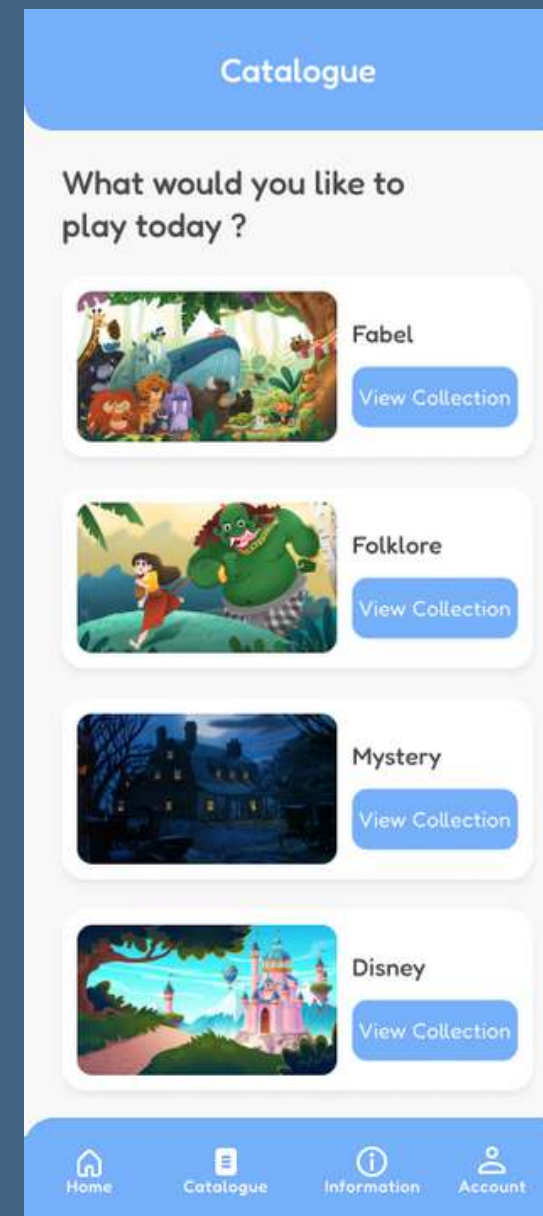 Catalogue
What would you like to
play today ?
Fabel
View Collection
Folklore
View Collection
Mystery
View Collection
Disney
View Collection
Home
Catalogue
Information
Account